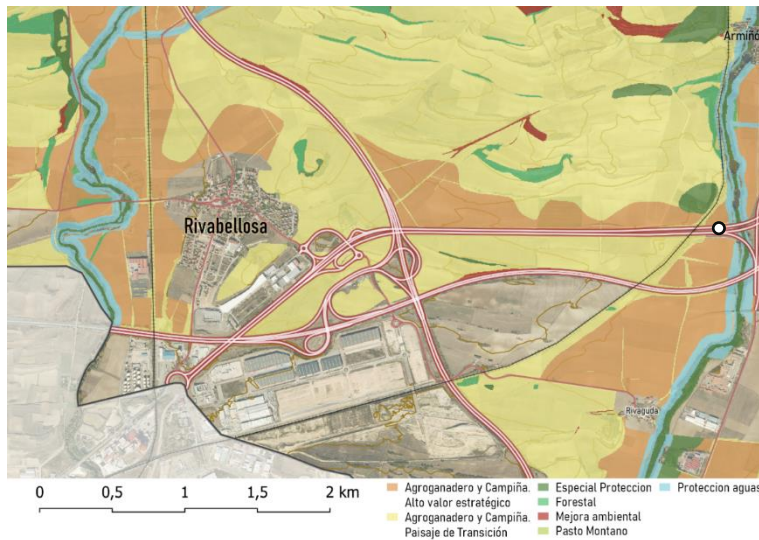 Armiñó
Rivabellosa
Rivaguda
0 0,5 1 1,5 2 km
Agroganadero y Campiña.
Alto valor estratégico
Agroganadero y Campiña.
Paisaje de Transición
Especial Proteccion
Forestal
Mejora ambiental
Pasto Montano
Proteccion aguas